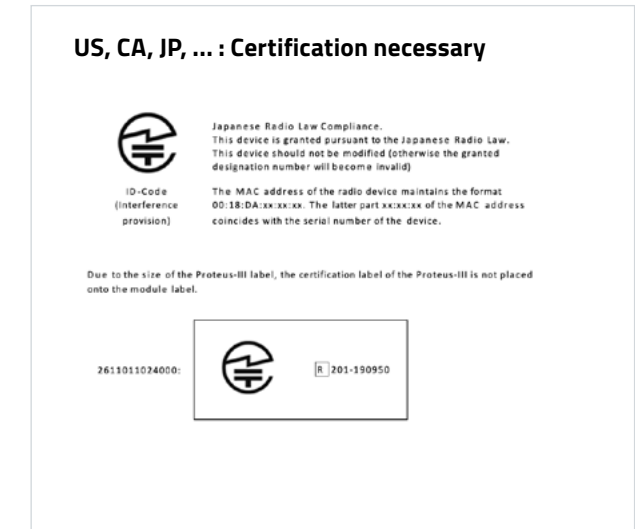 US, CA, JP, ... : Certification necessary
Japanese Radio Law Compliance.
This device is granted pursuant to the Japanese Radio Law.
This device should not be modified (otherwise the granted
designation number will become invalid)
ID-Code
(Interference
provision)
The MAC address of the radio device maintains the format
00:18:DA:xx:xx:xx. The latter part xx:xx:xx of the MAC address
coincides with the serial number of the device.
Due to the size of the Proteus-III label, the certification label of the Proteus-III is not placed
onto the module label.
2611011024000:
R 201-190950